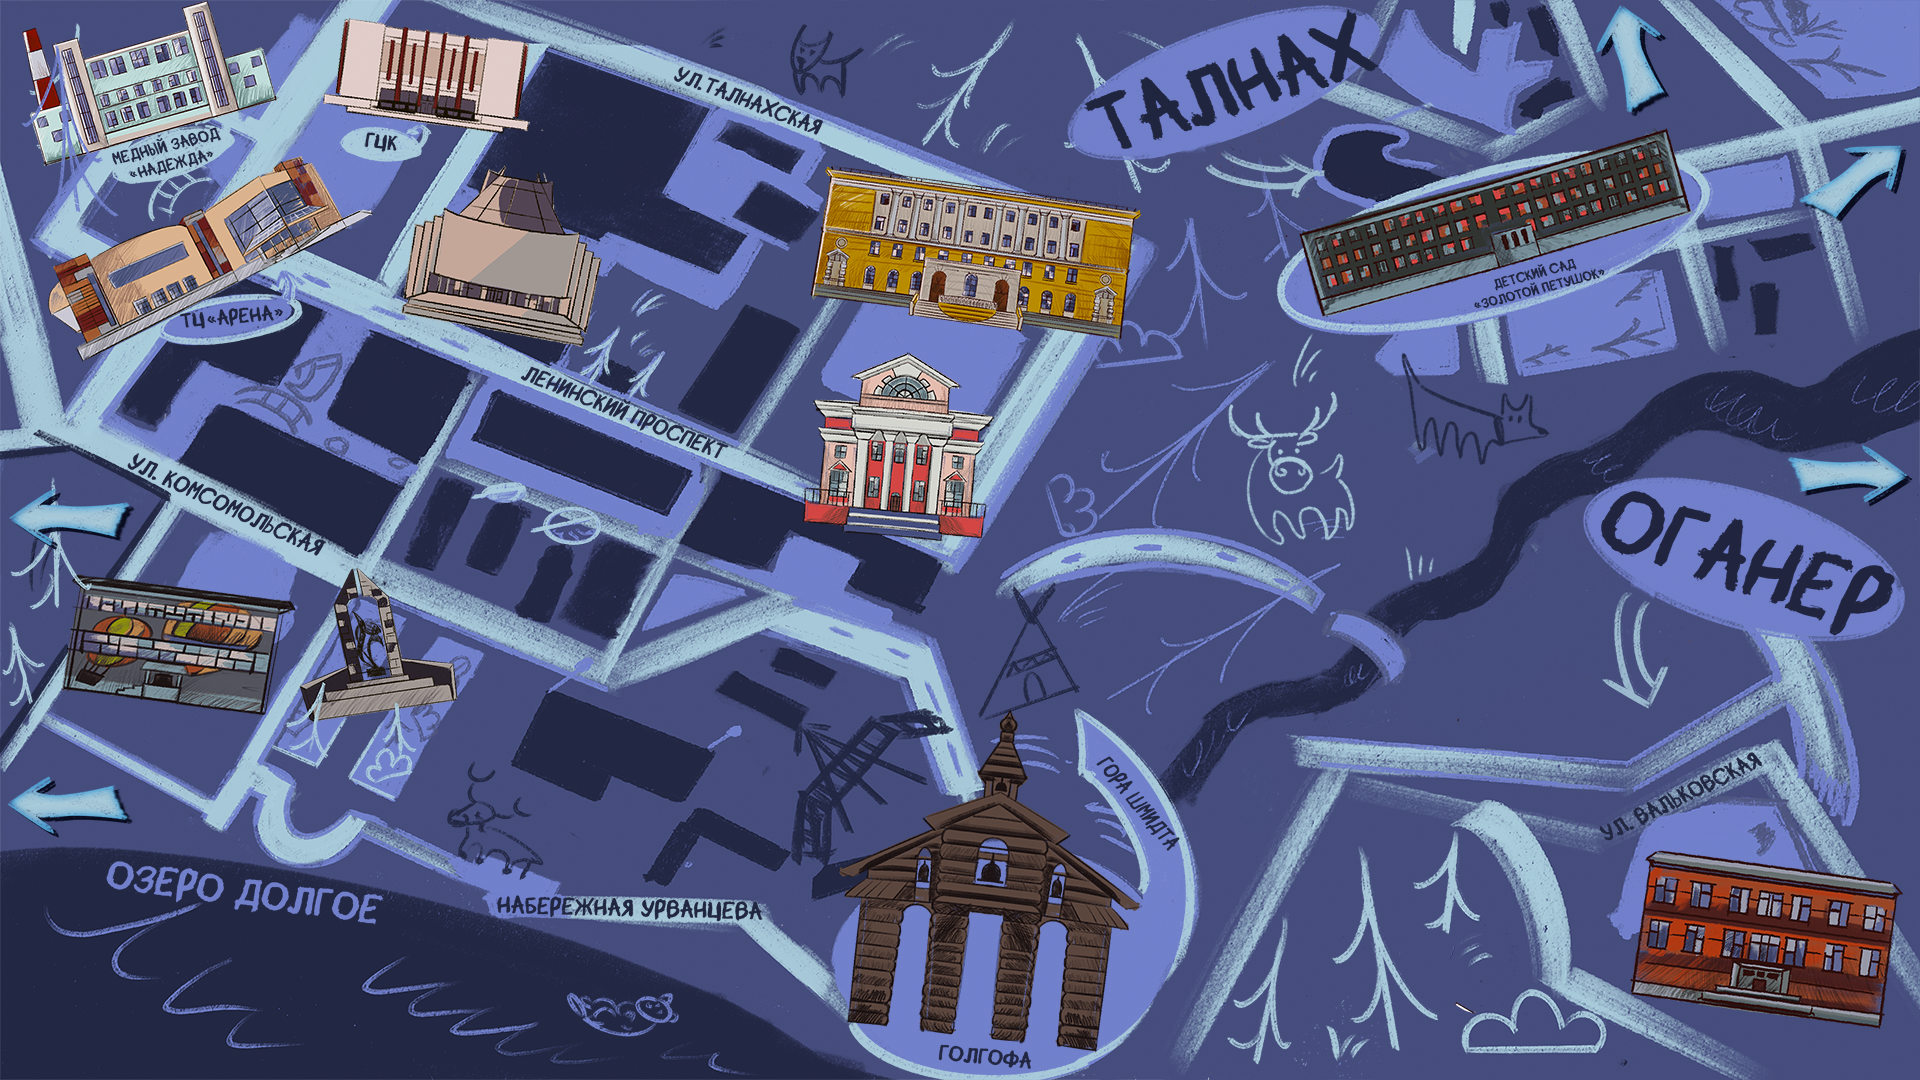 МЕДНЫЙ ЗАВОД
«НАДЕЖДА»
ГЦК
УЛ.ТАЛНАХСКАЯ
ТАЛНАХ
ТЦ«АРЕНА»
ДЕТСКИЙ САД
«ЗОЛОТОЙ ПЕТУШОК»
ЛЕНИНСКИЙ ПРОСПЕКТ
УЛ. КОМСОМОЛЬСКАЯ
ОГАНЕР
ГОРА ШМИДТА
УЛ. ВАЛЬКОВСКАЯ
ОЗЕРО ДОЛГОЕ
НАБЕРЕЖНАЯ УРВАНЦЕВА
ГОЛГОФА